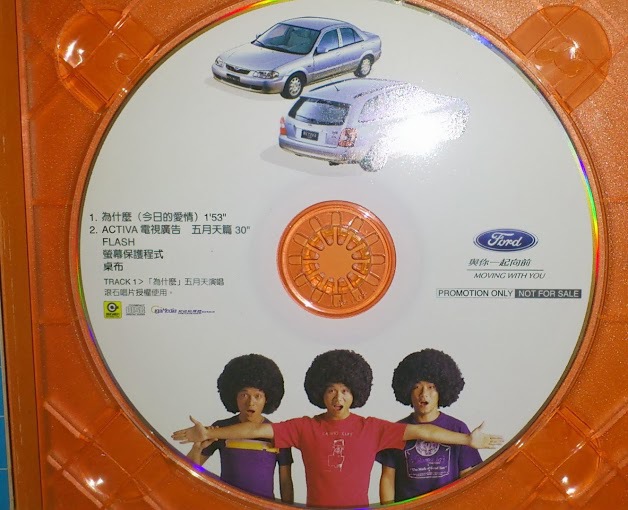 1. 為什麼（今日的愛情）1'53"
2. ACTIVA 電視廣告 五月天篇 30"
FLASH
螢幕保護程式
桌布
TRACK 1>「為什麼」五月天演唱
滾石唱片授權使用。
Ford
與你一起向前
MOVING WITH YOU
PROMOTION ONLY NOT FOR SALE